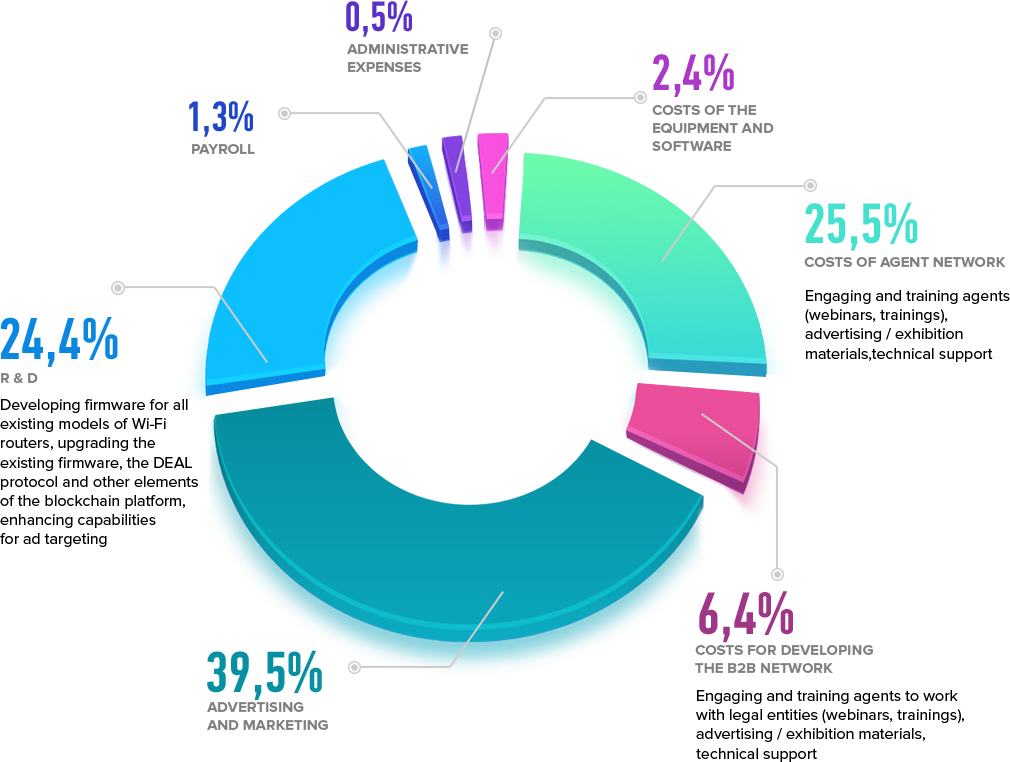 0,5%
ADMINISTRATIVE
EXPENSES
2,4%
COSTS OF THE
EQUIPMENT AND
SOFTWARE
1,3%
PAYROLL
25,5%
COSTS OF AGENT NETWORK
Engaging and training agents
(webinars, trainings),
advertising / exhibition
materials,technical support
24,4%
R & D
Developing firmware for all
existing models of Wi-Fi
routers, upgrading the
existing firmware, the DEAL
protocol and other elements
of the blockchain platform,
enhancing capabilities
for ad targeting
6,4%
COSTS FOR DEVELOPING
THE B2B NETWORK
Engaging and training agents to work
with legal entities (webinars, trainings),
advertising / exhibition materials,
technical support
39,5%
ADVERTISING
AND MARKETING